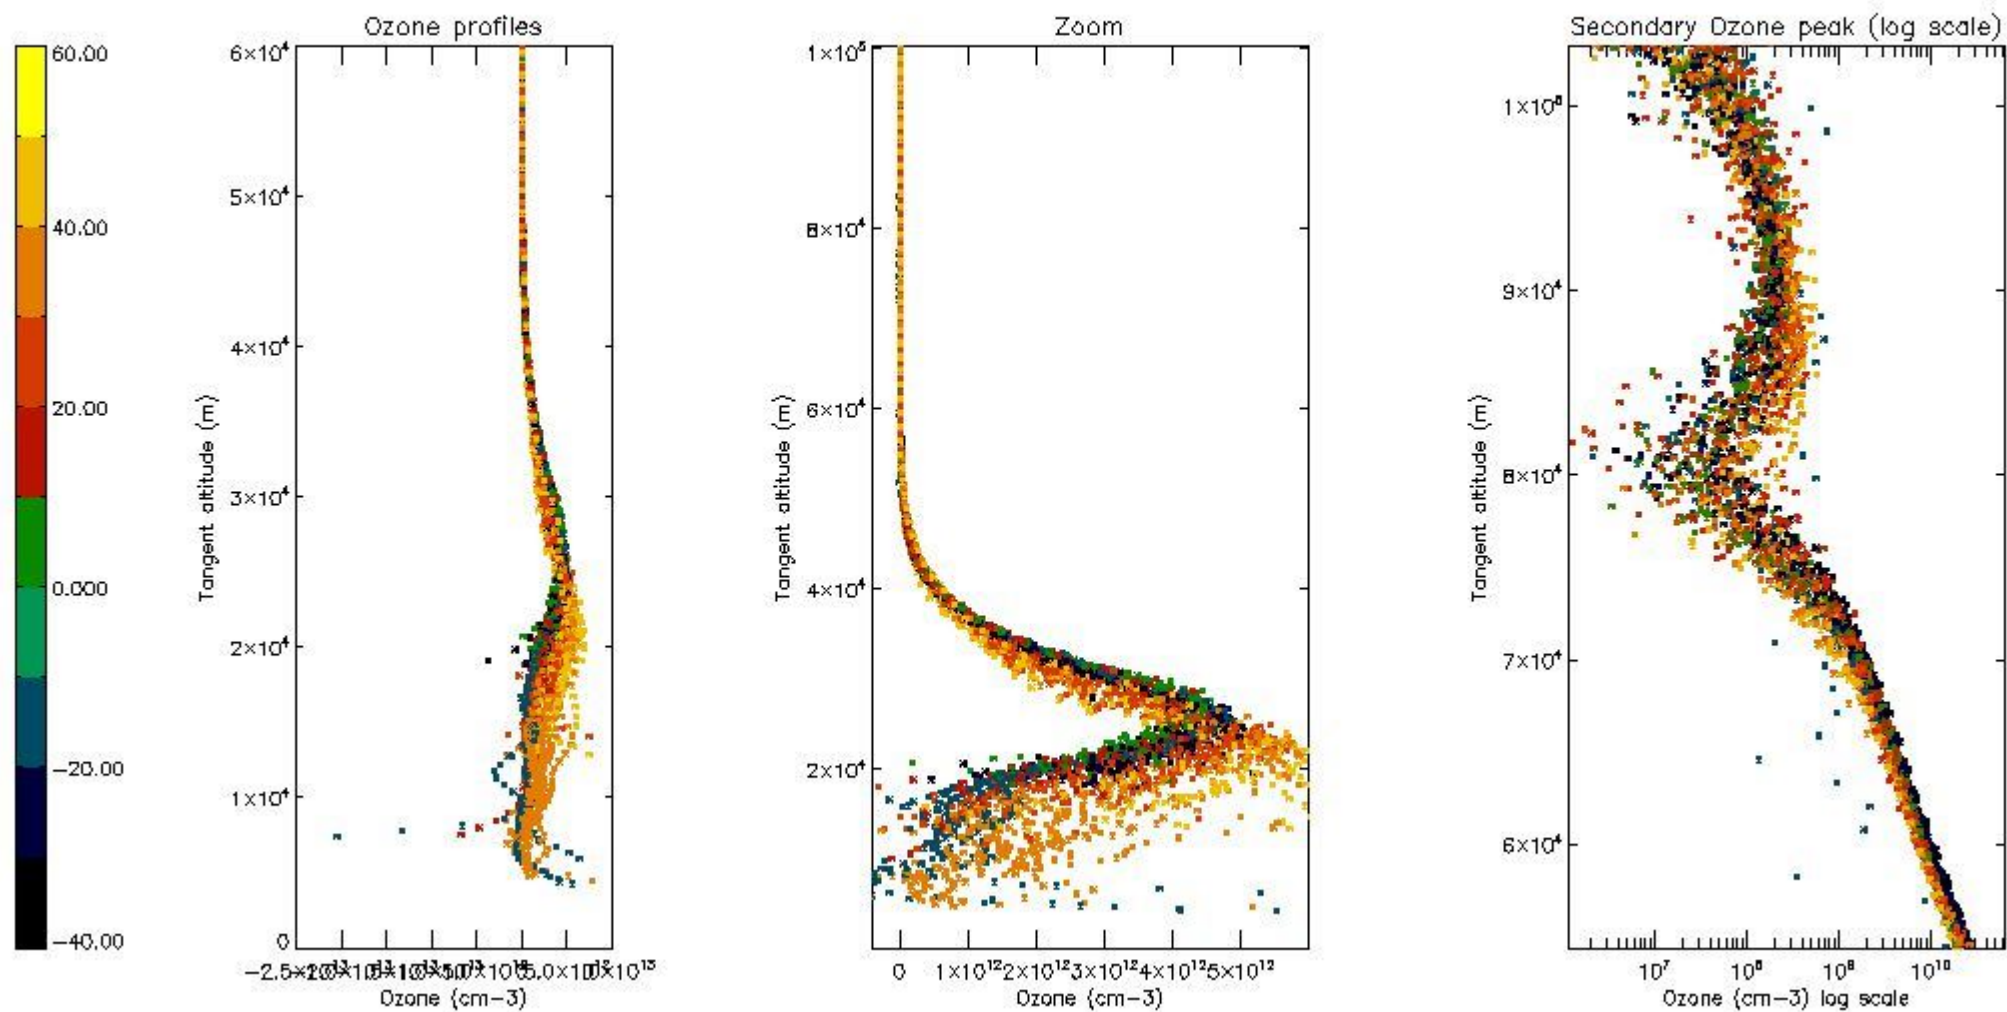 Ozone profiles
Zoom
Secondary Ozone peak (log scale)
60.00
40.00
20.00
0.000
−20.00
−40.00
6×10⁴
5×10⁴
4×10⁴
3×10⁴
2×10⁴
1×10⁴
0
Tangent altitude (m)
Ozone (cm−3)
1×10⁵
8×10⁴
6×10⁴
4×10⁴
2×10⁴
Tangent altitude (m)
0 1×10¹² 2×10¹² 3×10¹² 4×10¹² 5×10¹²
Ozone (cm−3)
9×10⁴
8×10⁴
7×10⁴
6×10⁴
Tangent altitude (m)
10⁷ 10⁸ 10⁹ 10¹⁰
Ozone (cm−3) log scale